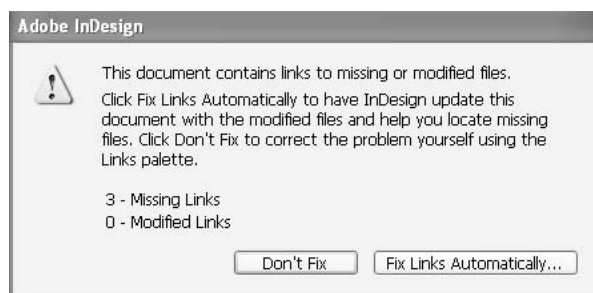 Adobe InDesign
This document contains links to missing or modified files.
Click Fix Links Automatically to have InDesign update this
document with the modified files and help you locate missing
files. Click Don't Fix to correct the problem yourself using the
Links palette.
3 - Missing Links
0 - Modified Links
Don't Fix
Fix Links Automatically...